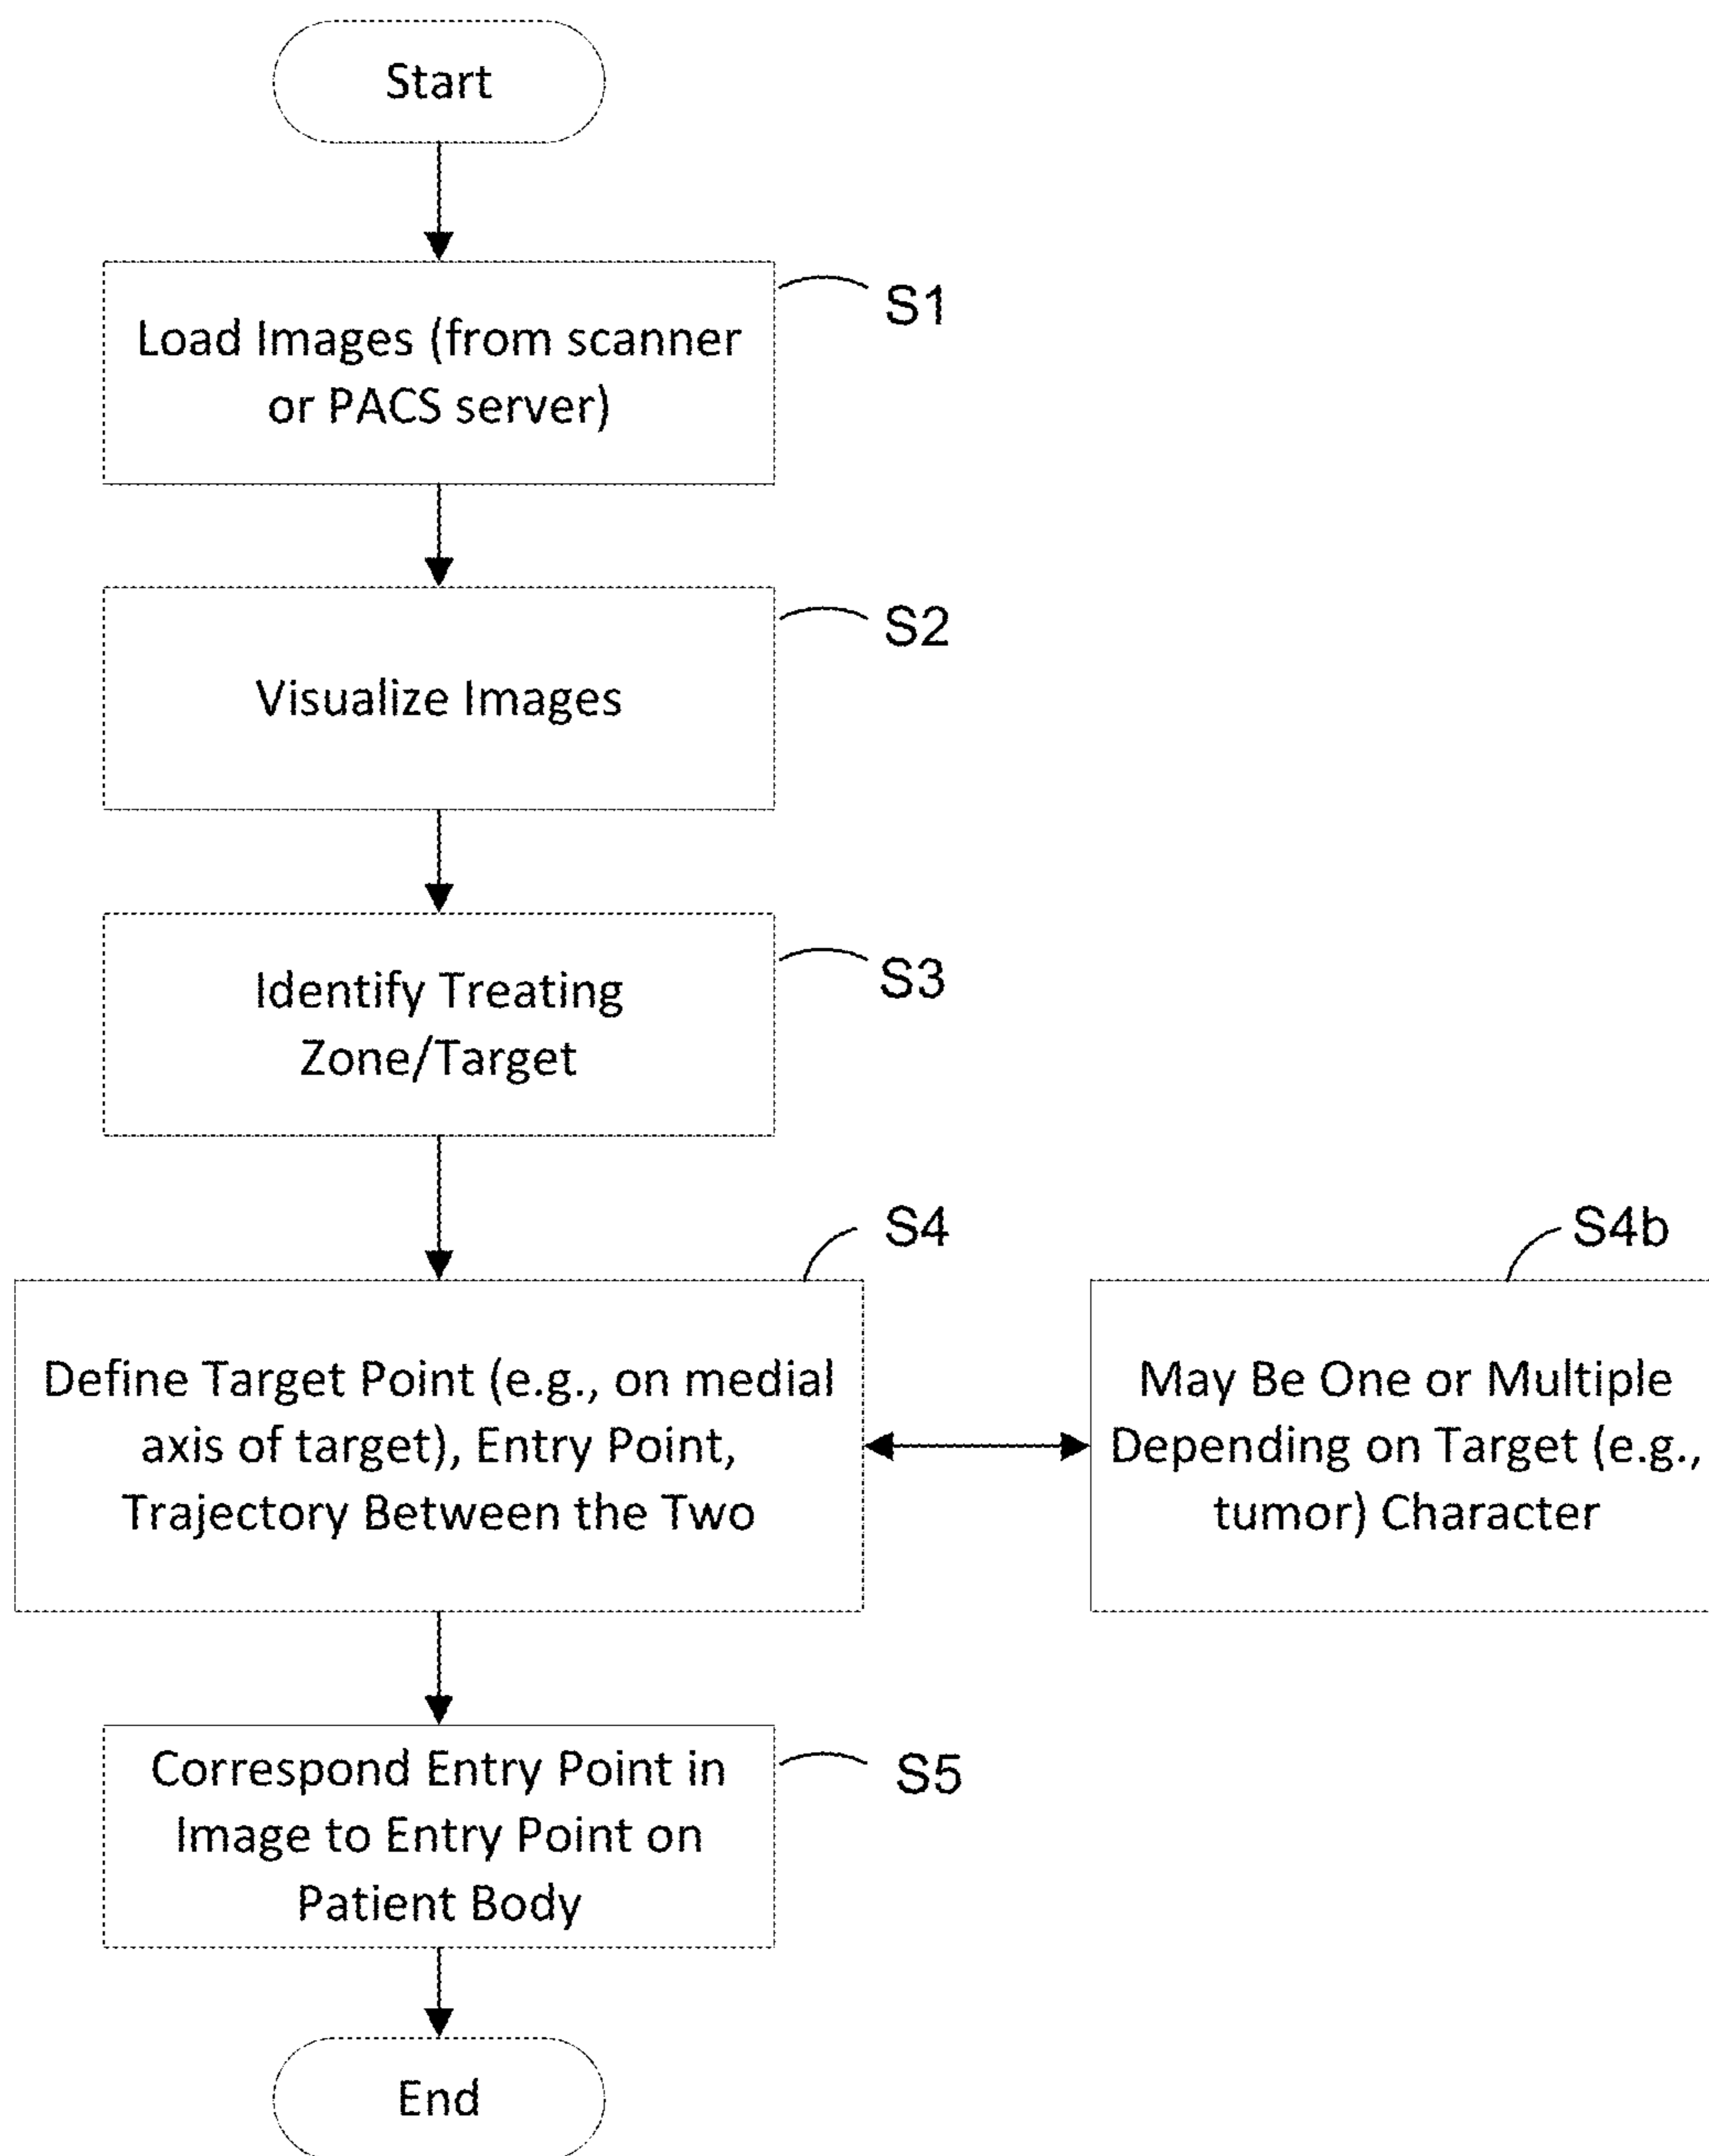 Start
S1
Load Images (from scanner
or PACS server)
S2
Visualize Images
S3
Identify Treating
Zone/Target
S4
Define Target Point (e.g., on medial
axis of target), Entry Point,
Trajectory Between the Two
S4b
May Be One or Multiple
Depending on Target (e.g.,
tumor) Character
S5
Correspond Entry Point in
Image to Entry Point on
Patient Body
End